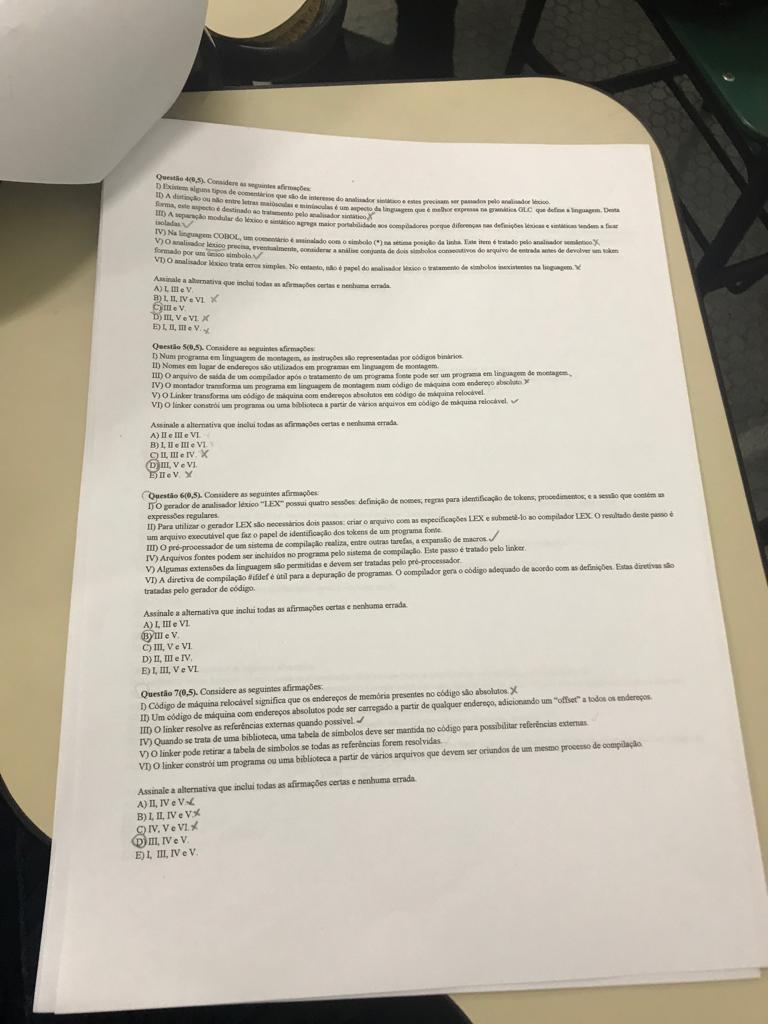 Questão 4(0,5). Considere as seguintes afirmações:
I) Existem alguns tipos de comentários que são de interesse do analisador sintático e estes precisam ser passados pelo analisador léxico.
II) A distinção ou não entre letras maiúsculas e minúsculas é um aspecto da linguagem que é melhor expressa na gramática GLC que define a linguagem. Desta
forma, este aspecto é destinado ao tratamento pelo analisador sintático.
III) A separação modular do léxico e sintático agrega maior portabilidade aos compiladores porque diferenças nas definições léxicas e sintáticas tendem a ficar
isoladas.
IV) Na linguagem COBOL, um comentário é assinalado com o símbolo (*) na sétima posição da linha. Este item é tratado pelo analisador semântico.
V) O analisador léxico precisa, eventualmente, considerar a análise conjunta de dois símbolos consecutivos do arquivo de entrada antes de devolver um token
formado por um único símbolo.
VI) O analisador léxico trata erros simples. No entanto, não é papel do analisador léxico o tratamento de símbolos inexistentes na linguagem.
Assinale a alternativa que inclui todas as afirmações certas e nenhuma errada.
A) I, III e V.
B) I, II, IV e VI.
C) III e V.
D) III, V e VI.
E) I, II, III e V.
Questão 5(0,5). Considere as seguintes afirmações:
I) Num programa em linguagem de montagem, as instruções são representadas por códigos binários.
II) Nomes em lugar de endereços são utilizados em programas em linguagem de montagem.
III) O arquivo de saída de um compilador após o tratamento de um programa fonte pode ser um programa em linguagem de montagem.
IV) O montador transforma um programa em linguagem de montagem num código de máquina com endereço absoluto.
V) O Linker transforma um código de máquina com endereços absolutos em código de máquina relocável.
VI) O linker constrói um programa ou uma biblioteca a partir de vários arquivos em código de máquina relocável.
Assinale a alternativa que inclui todas as afirmações certas e nenhuma errada.
A) II e III e VI.
B) I, II e III e VI.
C) II, III e IV.
D) III, V e VI.
E) II e V.
Questão 6(0,5). Considere as seguintes afirmações:
I) O gerador de analisador léxico "LEX" possui quatro sessões: definição de nomes; regras para identificação de tokens; procedimentos; e a sessão que contém as
expressões regulares.
II) Para utilizar o gerador LEX são necessários dois passos: criar o arquivo com as especificações LEX e submetê-lo ao compilador LEX. O resultado deste passo é
um arquivo executável que faz o papel de identificação dos tokens de um programa fonte.
III) O pré-processador de um sistema de compilação realiza, entre outras tarefas, a expansão de macros.
IV) Arquivos fontes podem ser incluídos no programa pelo sistema de compilação. Este passo é tratado pelo linker.
V) Algumas extensões da linguagem são permitidas e devem ser tratadas pelo pré-processador.
VI) A diretiva de compilação #ifdef é útil para a depuração de programas. O compilador gera o código adequado de acordo com as definições. Estas diretivas são
tratadas pelo gerador de código.
Assinale a alternativa que inclui todas as afirmações certas e nenhuma errada.
A) I, III e VI.
B) III e V.
C) III, V e VI.
D) II, III e IV.
E) I, III, V e VI.
Questão 7(0,5). Considere as seguintes afirmações:
I) Código de máquina relocável significa que os endereços de memória presentes no código são absolutos.
II) Um código de máquina com endereços absolutos pode ser carregado a partir de qualquer endereço, adicionando um "offset" a todos os endereços.
III) O linker resolve as referências externas quando possível.
IV) Quando se trata de uma biblioteca, uma tabela de símbolos deve ser mantida no código para possibilitar referências externas.
V) O linker pode retirar a tabela de símbolos se todas as referências forem resolvidas.
VI) O linker constrói um programa ou uma biblioteca a partir de vários arquivos que devem ser oriundos de um mesmo processo de compilação.
Assinale a alternativa que inclui todas as afirmações certas e nenhuma errada.
A) II, IV e V.
B) I, II, IV e V.
C) IV, V e VI.
D) III, IV e V.
E) I, III, IV e V.